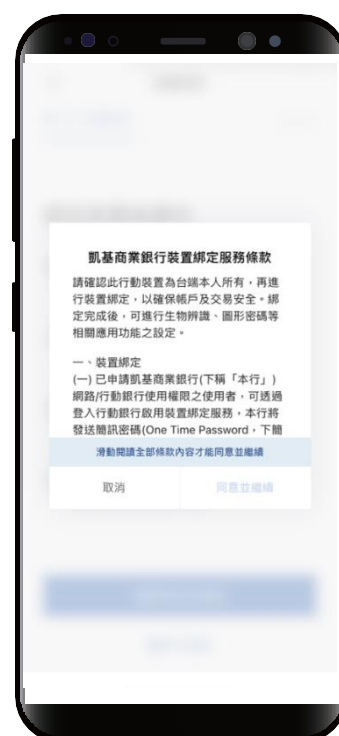 凱基商業銀行裝置綁定服務條款
請確認此行動裝置為台端本人所有，再進
行裝置綁定，以確保帳戶及交易安全。綁
定完成後，可進行生物辨識、圖形密碼等
相關應用功能之設定。
一、裝置綁定
(一) 已申請凱基商業銀行(下稱「本行」)
網路/行動銀行使用權限之使用者，可透過
登入行動銀行啟用裝置綁定服務，本行將
發送簡訊密碼(One Time Password，下簡
滑動閱讀全部條款內容才能同意並繼續
取消
同意並繼續